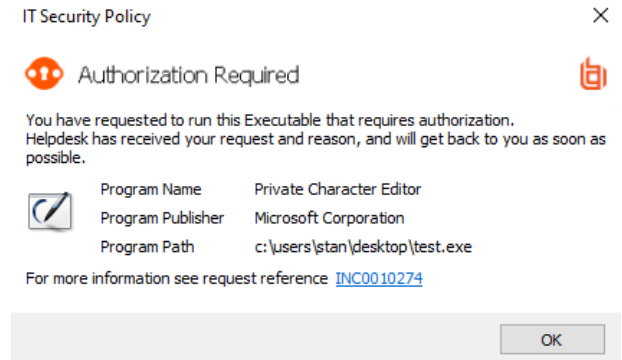 IT Security Policy
Authorization Required
You have requested to run this Executable that requires authorization.
Helpdesk has received your request and reason, and will get back to you as soon as
possible.
Program Name Private Character Editor
Program Publisher Microsoft Corporation
Program Path c:\users\stan\desktop\test.exe
For more information see request reference INC0010274
OK